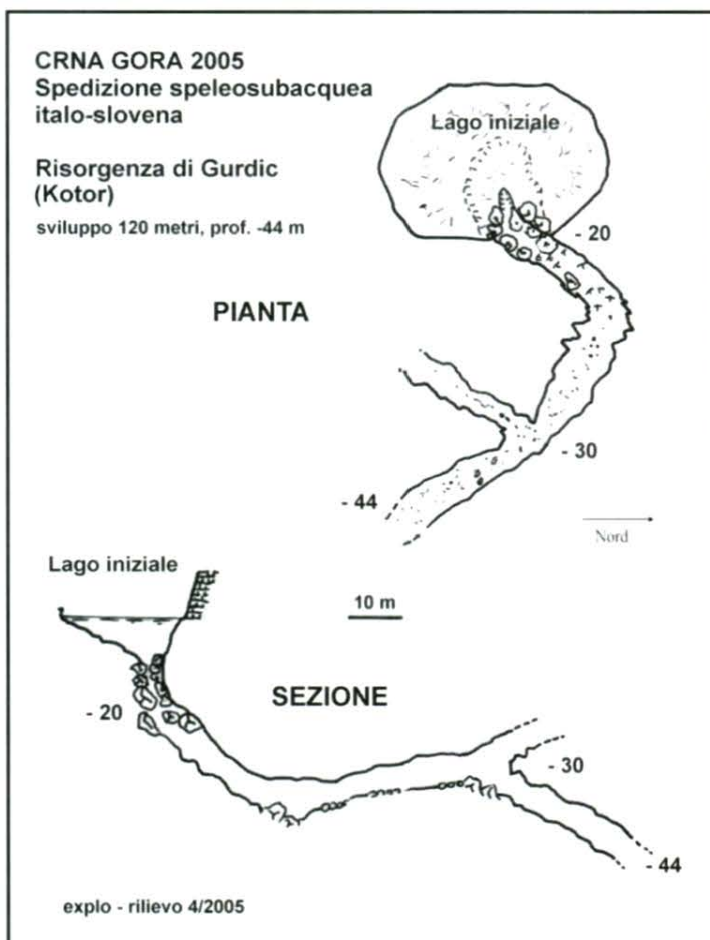 CRNA GORA 2005
Spedizione speleosubacquea
italo-slovena
Risorgenza di Gurdic
(Kotor)
sviluppo 120 metri, prof. -44 m
Lago iniziale
- 20
PIANTA
- 30
- 44
Nord
Lago iniziale
10 m
SEZIONE
- 20
- 30
- 44
explo - rilievo 4/2005